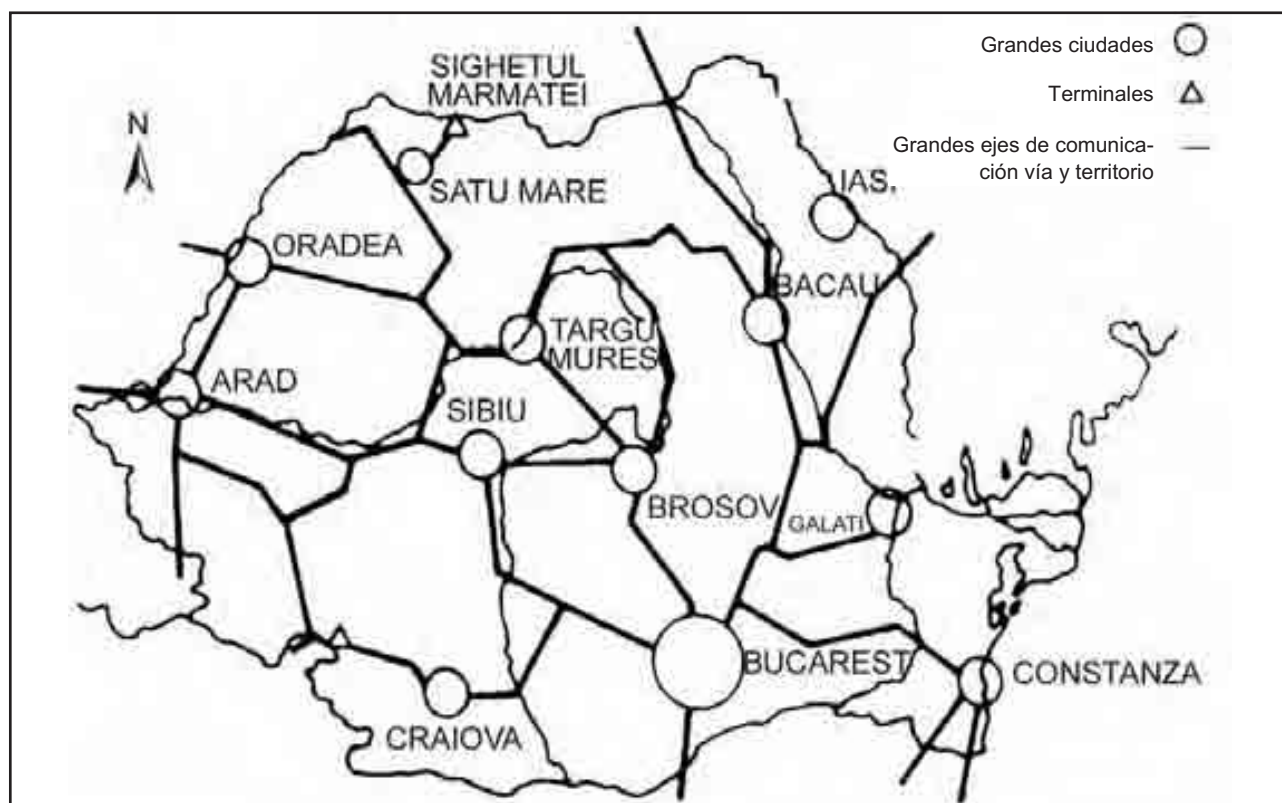 Grandes ciudades
Terminales
Grandes ejes de comunica-
ción vía y territorio
N
SIGHETUL
MARMATEI
SATU MARE
IAS.
ORADEA
BACAU
TARGU
MURES
ARAD
SIBIU
BROSOV
GALATI
BUCAREST
CONSTANZA
CRAIOVA